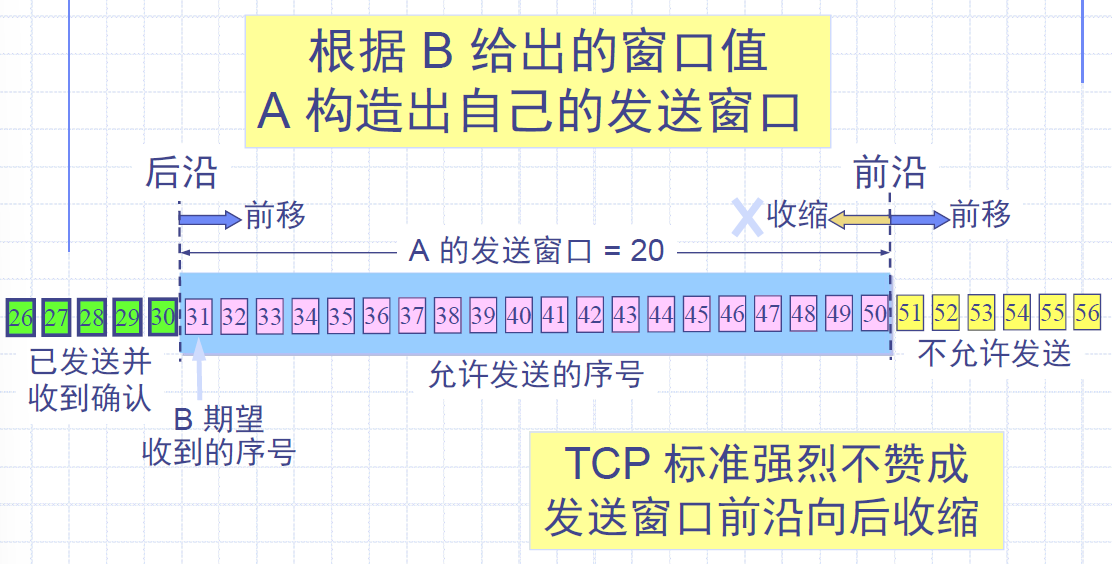 根据 B 给出的窗口值
A 构造出自己的发送窗口
后沿
前沿
前移
收缩
前移
A 的发送窗口 = 20
26 27 28 29 30 31 32 33 34 35 36 37 38 39 40 41 42 43 44 45 46 47 48 49 50 51 52 53 54 55 56
已发送并
收到确认
允许发送的序号
不允许发送
B 期望
收到的序号
TCP 标准强烈不赞成
发送窗口前沿向后收缩